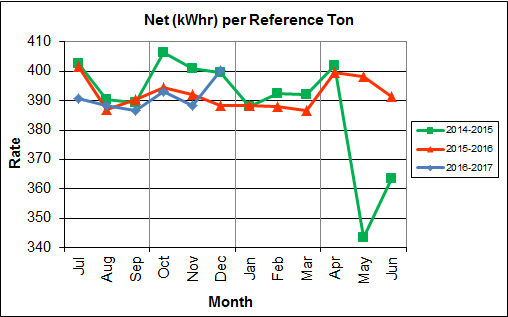 Net (kWhr) per Reference Ton
410
400
390
380
370
360
350
340
Rate
Jul
Aug
Sep
Oct
Nov
Dec
Jan
Feb
Mar
Apr
May
Jun
Month
2014-2015
2015-2016
2016-2017